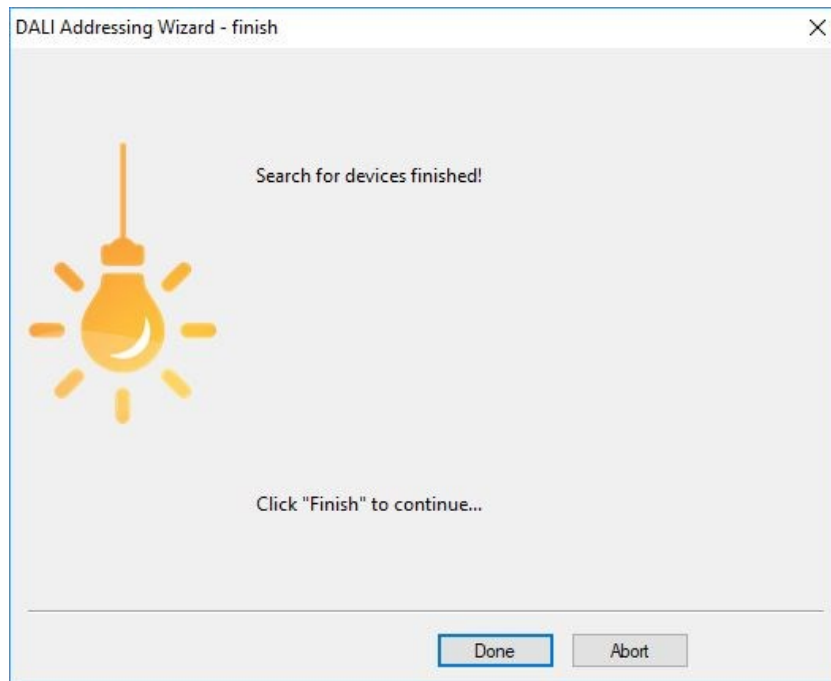 DALI Addressing Wizard - finish
Search for devices finished!
Click "Finish" to continue...
Done
Abort